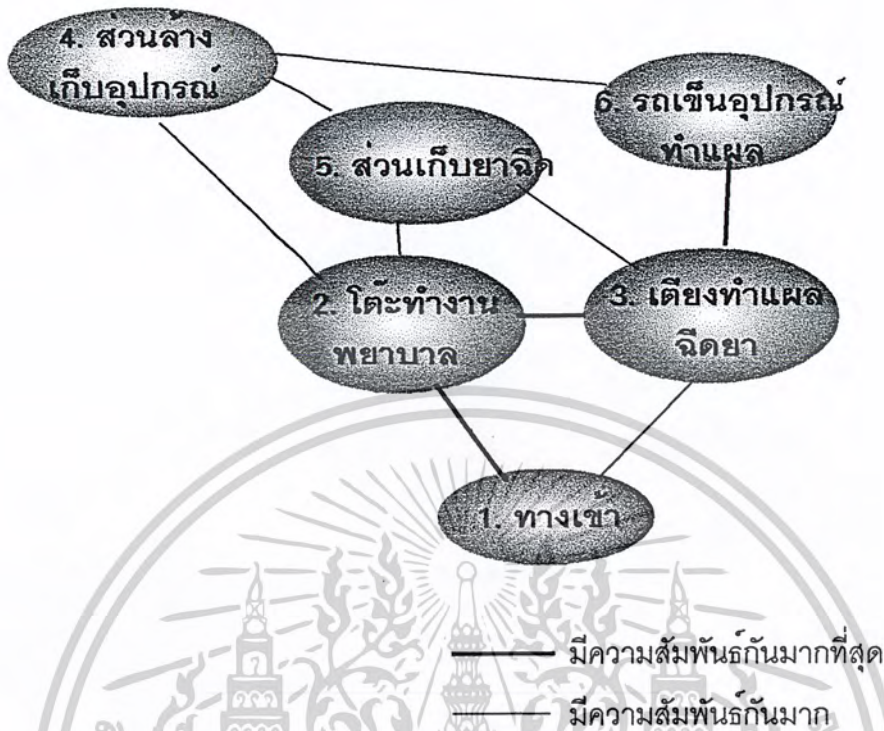 4. ส่วนล้าง
เก็บอุปกรณ์
6. รถเข็นอุปกรณ์
ทำแผล
5. ส่วนเก็บยาฉีด
2. โต๊ะทำงาน
พยาบาล
3. เตียงทำแผล
ฉีดยา
1. ทางเข้า
มีความสัมพันธ์กันมากที่สุด
มีความสัมพันธ์กันมาก